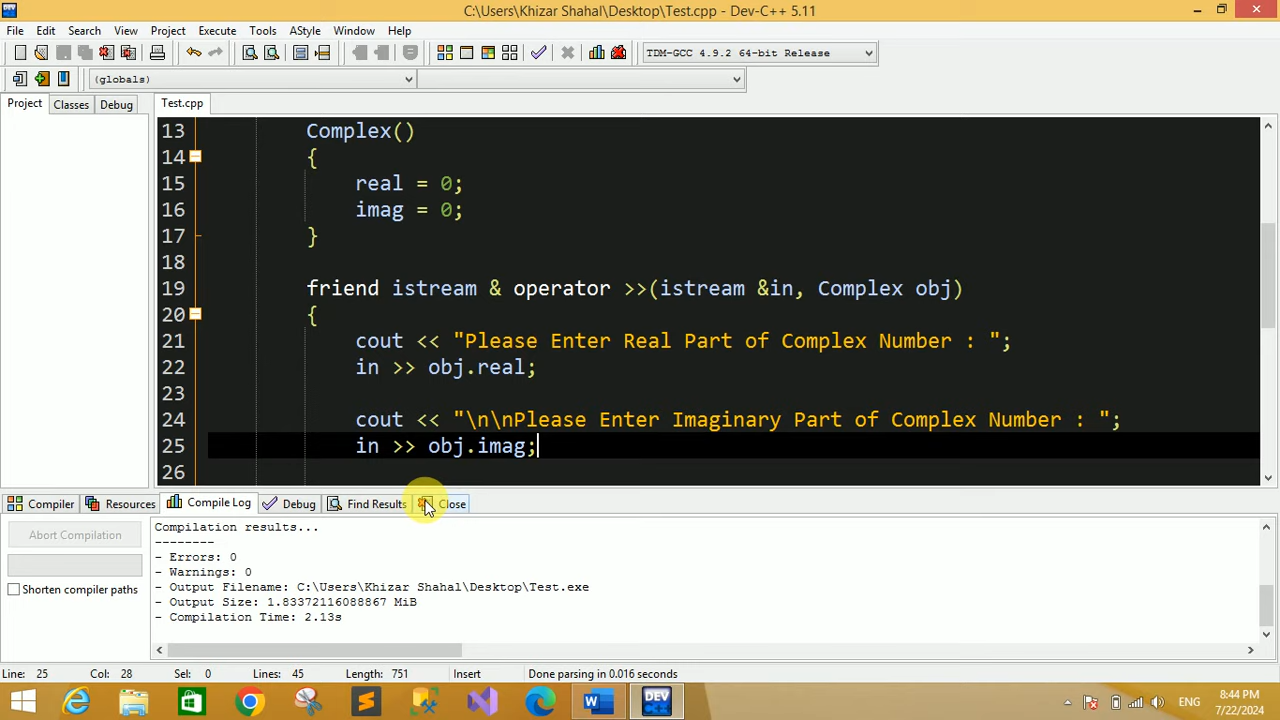 C:\Users\Khizar Shahal\Desktop\Test.cpp - Dev-C++ 5.11
File Edit Search View Project Execute Tools AStyle Window Help
TDM-GCC 4.9.2 64-bit Release
(globals)
Project Classes Debug Test.cpp
13 Complex()
14 {
15 real = 0;
16 imag = 0;
17 }
18
19 friend istream & operator >>(istream &in, Complex obj)
20 {
21 cout << "Please Enter Real Part of Complex Number : ";
22 in >> obj.real;
23
24 cout << "\n\nPlease Enter Imaginary Part of Complex Number : ";
25 in >> obj.imag;
26
Compiler Resources Compile Log Debug Find Results Close
Abort Compilation
Shorten compiler paths
Compilation results...
--------
- Errors: 0
- Warnings: 0
- Output Filename: C:\Users\Khizar Shahal\Desktop\Test.exe
- Output Size: 1.83372116088867 MiB
- Compilation Time: 2.13s
Line: 25 Col: 28 Sel: 0 Lines: 45 Length: 751 Insert Done parsing in 0.016 seconds
DEV C++
ENG
8:44 PM
7/22/2024